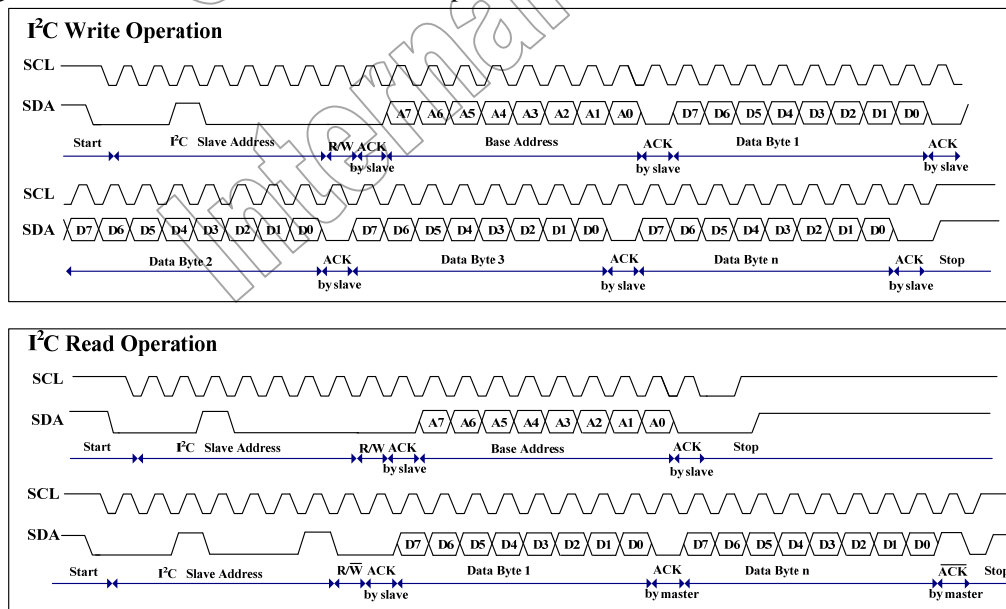 I²C Write Operation
SCL
SDA A7 A6 A5 A4 A3 A2 A1 A0 D7 D6 D5 D4 D3 D2 D1 D0
Start I²C Slave Address R/W ACK Base Address ACK Data Byte 1 ACK
by slave by slave by slave
SCL
SDA D7 D6 D5 D4 D3 D2 D1 D0 D7 D6 D5 D4 D3 D2 D1 D0 D7 D6 D5 D4 D3 D2 D1 D0
Data Byte 2 ACK Data Byte 3 ACK Data Byte n ACK Stop
by slave by slave by slave
I²C Read Operation
SCL
SDA A7 A6 A5 A4 A3 A2 A1 A0
Start I²C Slave Address R/W ACK Base Address ACK Stop
by slave by slave
SCL
SDA D7 D6 D5 D4 D3 D2 D1 D0 D7 D6 D5 D4 D3 D2 D1 D0
Start I²C Slave Address R/W̅ ACK Data Byte 1 ACK Data Byte n A̅C̅K̅ Stop
by slave by master by master